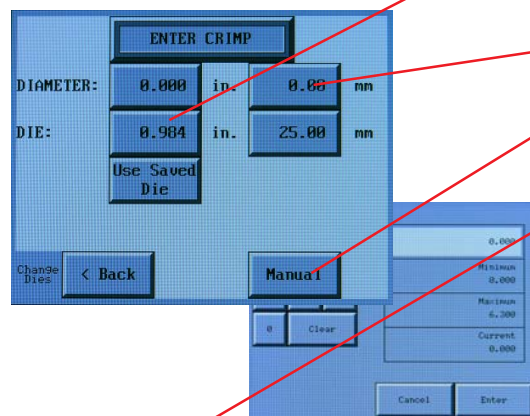 ENTER CRIMP
DIAMETER: 0.000 in. 0.00 mm
DIE: 0.984 in. 25.00 mm
Use Saved
Die
Change
Dies
< Back
Manual
0.000
Minimum
0.000
Maximum
6.300
0 Clear
Current
0.000
Cancel
Enter